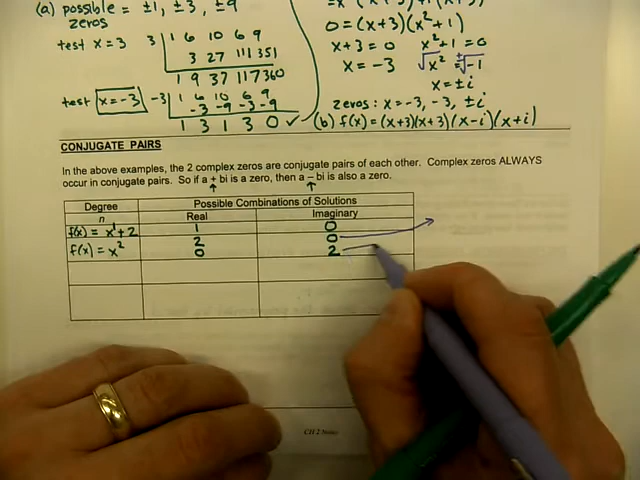 (a) possible = ±1, ±3, ±9
zeros
test x=3 3 1 6 10 6 9
3 27 111 351
1 9 37 117 360
test x=-3 -3 1 6 10 6 9
-3 -9 -3 -9
1 3 1 3 0 ✓
0=(x+3)(x²+1)
x+3=0 x²+1=0
x=-3 √x² = ±√-1
x=±i
zeros: x=-3, -3, ±i
(b) f(x)=(x+3)(x+3)(x-i)(x+i)
CONJUGATE PAIRS
In the above examples, the 2 complex zeros are conjugate pairs of each other. Complex zeros ALWAYS
occur in conjugate pairs. So if a + bi is a zero, then a – bi is also a zero.
Degree Possible Combinations of Solutions
n Real Imaginary
f(x) = x¹+2 1 0
f(x) = x² 2 0
0 2
CH 2 Notes